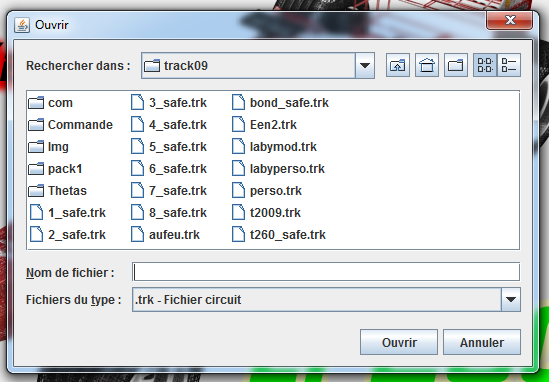 Ouvrir
Rechercher dans :
track09
com
Commande
Img
pack1
Thetas
1_safe.trk
2_safe.trk
3_safe.trk
4_safe.trk
5_safe.trk
6_safe.trk
7_safe.trk
8_safe.trk
aufeu.trk
bond_safe.trk
Een2.trk
labymod.trk
labyperso.trk
perso.trk
t2009.trk
t260_safe.trk
Nom de fichier :
Fichiers du type : .trk - Fichier circuit
Ouvrir Annuler